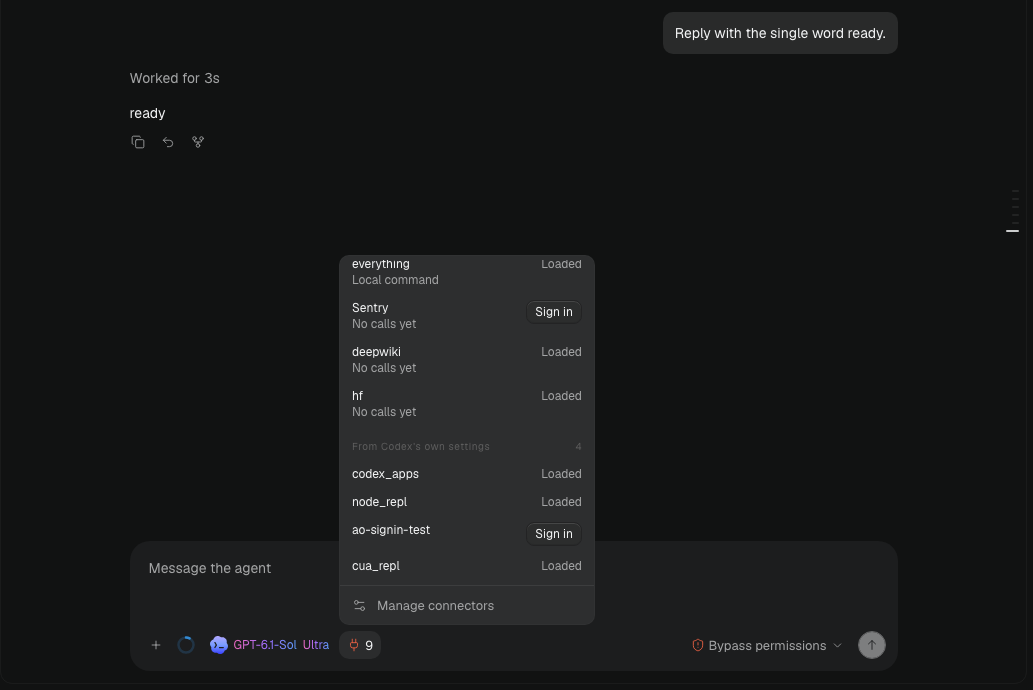 Reply with the single word ready.
Worked for 3s
ready
everything Loaded
Local command
Sentry Sign in
No calls yet
deepwiki Loaded
No calls yet
hf Loaded
No calls yet
From Codex's own settings 4
codex_apps Loaded
node_repl Loaded
ao-signin-test Sign in
cua_repl Loaded
Manage connectors
Message the agent
GPT-6.1-Sol Ultra 9 Bypass permissions